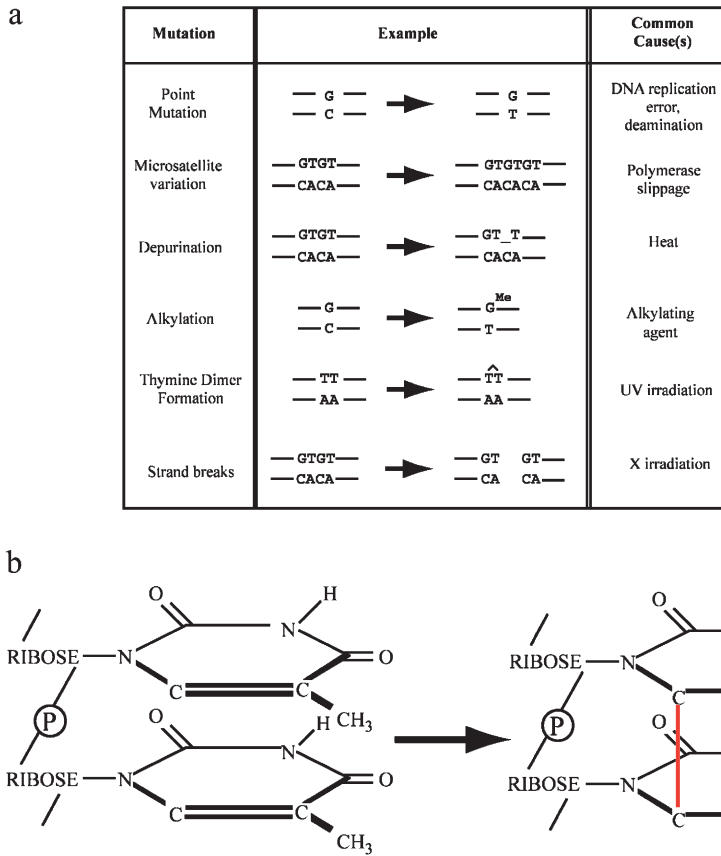 a
Mutation Example Common Cause(s)
Point Mutation
G G
C T
DNA replication error, deamination
Microsatellite variation
GTGT GTGTGT
CACA CACACA
Polymerase slippage
Depurination
GTGT GT_T
CACA CACA
Heat
Alkylation
G G Me
C T
Alkylating agent
Thymine Dimer Formation
TT ^TT
AA AA
UV irradiation
Strand breaks
GTGT GT GT
CACA CA CA
X irradiation
b
O H O
N
RIBOSE N O RIBOSE N
C C C
P CH3 P
O H O
N
RIBOSE N O RIBOSE N
C C C
CH3